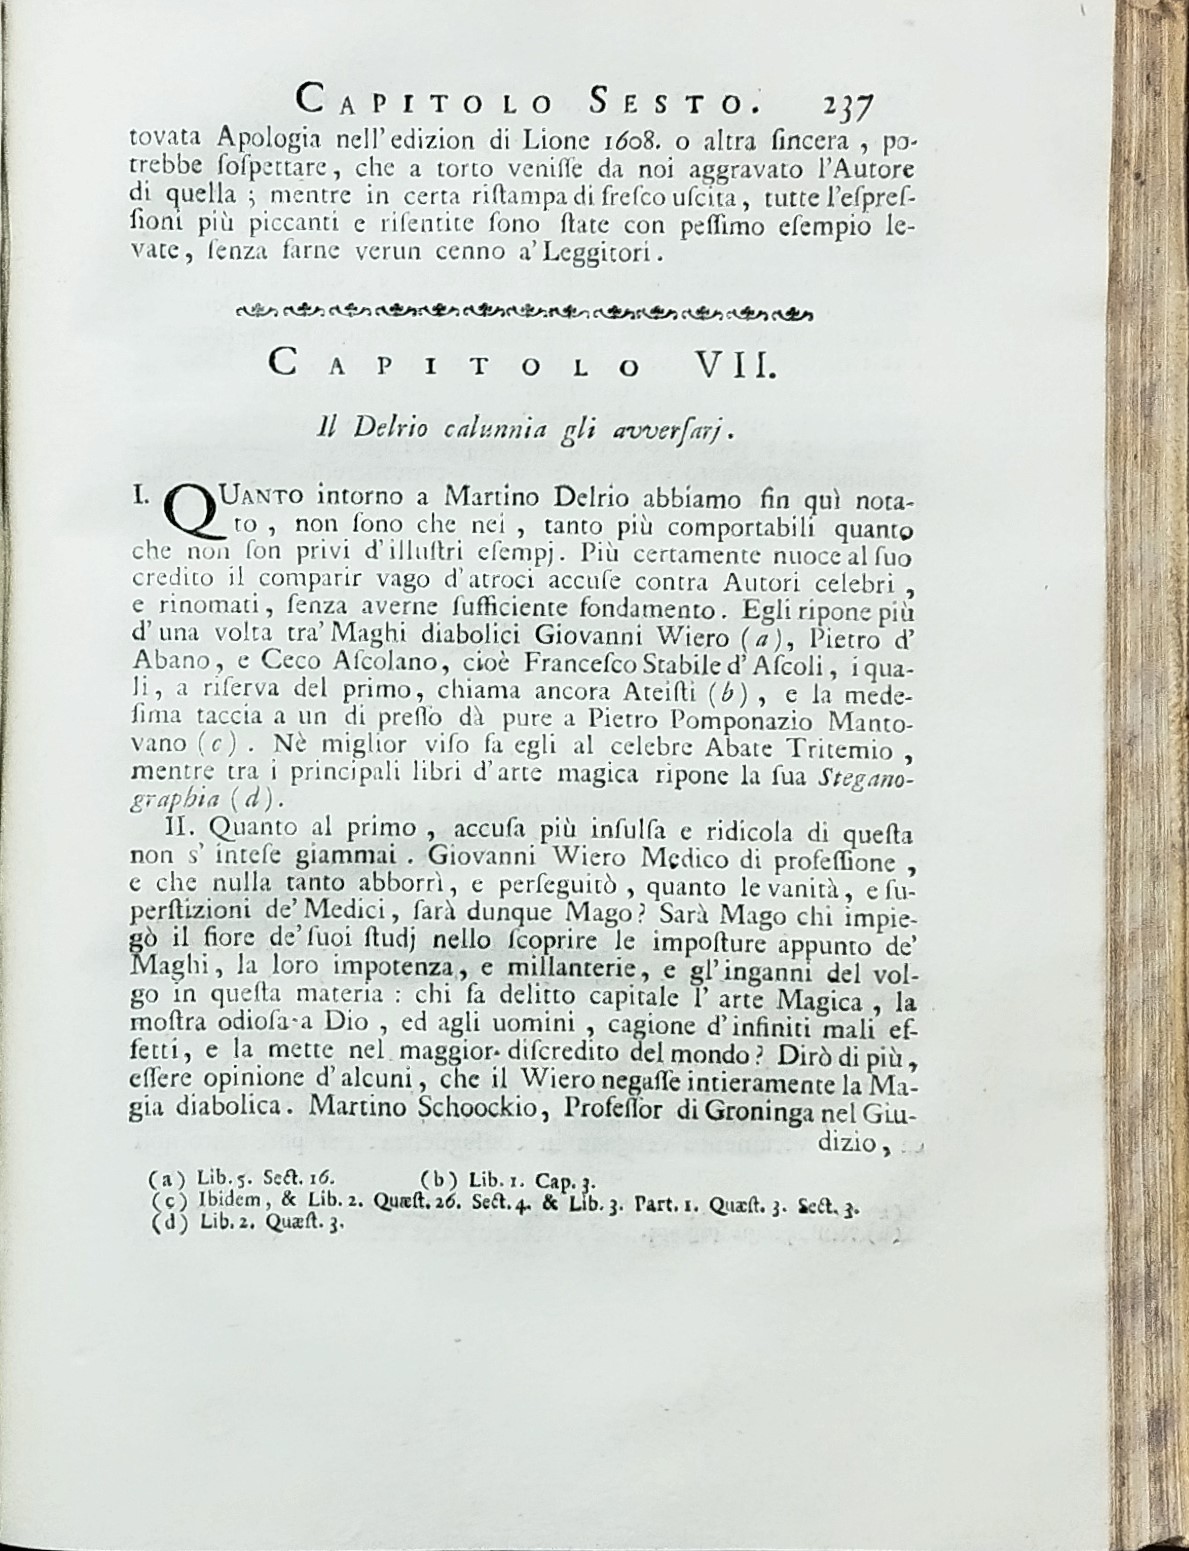 CAPITOLO SESTO. 237
tovata Apologia nell' edizion di Lione 1608. o altra ſincera, po-
trebbe ſoſpettare, che a torto veniſſe da noi aggravato l'Autore
di quella; mentre in certa riſtampa di freſco uſcita, tutte l'eſpreſ-
ſioni più piccanti e riſentite ſono ſtate con peſſimo eſempio le-
vate, ſenza farne verun cenno a' Leggitori.
CAPITOLO VII.
Il Delrio calunnia gli avverſarj.
I. QUANTO intorno a Martino Delrio abbiamo fin quì nota-
to, non ſono che nei, tanto più comportabili quanto
che non ſon privi d'illuſtri eſempj. Più certamente nuoce al ſuo
credito il comparir vago d'atroci accuſe contra Autori celebri,
e rinomati, ſenza averne ſufficiente fondamento. Egli ripone più
d'una volta tra' Maghi diabolici Giovanni Wiero (a), Pietro d'
Abano, e Ceco Aſcolano, cioè Franceſco Stabile d'Aſcoli, i qua-
li, a riſerva del primo, chiama ancora Ateiſti (b), e la mede-
ſima taccia a un di preſſo dà pure a Pietro Pomponazio Manto-
vano (c). Nè miglior viſo fa egli al celebre Abate Tritemio,
mentre tra i principali libri d'arte magica ripone la ſua Stegano-
graphia (d).
II. Quanto al primo, accuſa più inſulſa e ridicola di queſta
non s' inteſe giammai. Giovanni Wiero Medico di profeſſione,
e che nulla tanto abborrì, e perſeguitò, quanto le vanità, e ſu-
perſtizioni de' Medici, ſarà dunque Mago? Sarà Mago chi impie-
gò il fiore de' ſuoi ſtudj nello ſcoprire le impoſture appunto de'
Maghi, la loro impotenza, e millanterie, e gl'inganni del vol-
go in queſta materia: chi fa delitto capitale l' arte Magica, la
moſtra odioſa a Dio, ed agli uomini, cagione d'infiniti mali ef-
fetti, e la mette nel maggior diſcredito del mondo? Dirò di più,
eſſere opinione d'alcuni, che il Wiero negaſſe intieramente la Ma-
gia diabolica. Martino Schoockio, Profeſſor di Groninga nel Giu-
dizio,
(a) Lib. 5. Sect. 16. (b) Lib. 1. Cap. 3.
(c) Ibidem, & Lib. 2. Quæſt. 26. Sect. 4. & Lib. 3. Part. 1. Quæſt. 3. Sect. 3.
(d) Lib. 2. Quæſt. 3.